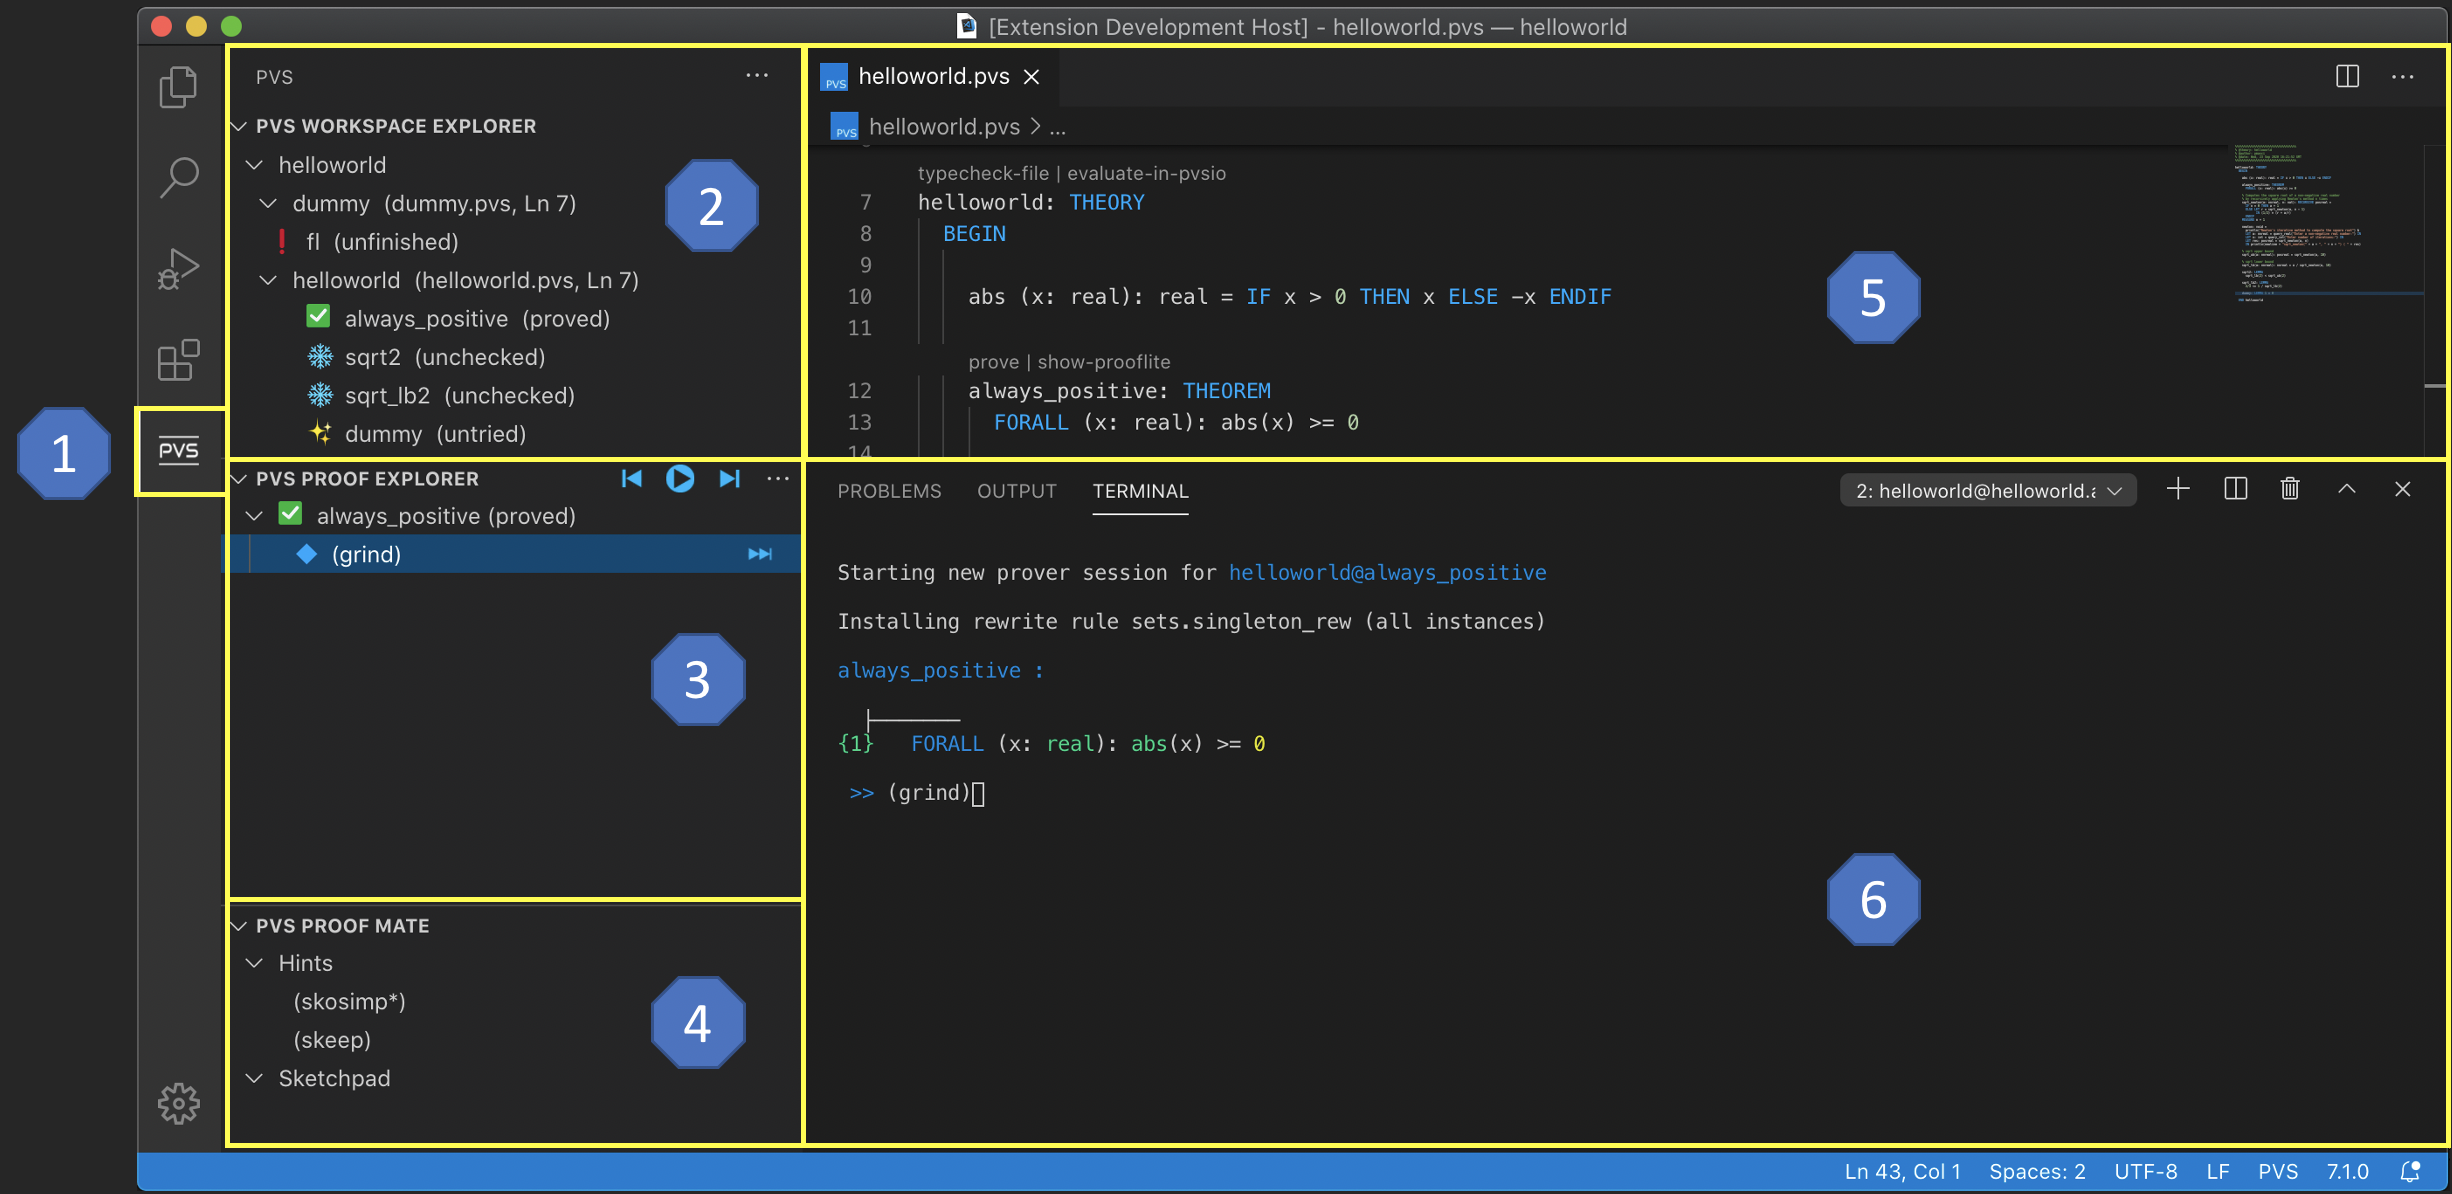 [Extension Development Host] - helloworld.pvs — helloworld
1
PVS
PVS
PVS WORKSPACE EXPLORER
helloworld
dummy (dummy.pvs, Ln 7)
fl (unfinished)
helloworld (helloworld.pvs, Ln 7)
always_positive (proved)
sqrt2 (unchecked)
sqrt_lb2 (unchecked)
dummy (untried)
2
PVS PROOF EXPLORER
always_positive (proved)
(grind)
3
PVS PROOF MATE
Hints
(skosimp*)
(skeep)
Sketchpad
4
PVS helloworld.pvs
PVS helloworld.pvs > ...
typecheck-file | evaluate-in-pvsio
7 helloworld: THEORY
8 BEGIN
9
10 abs (x: real): real = IF x > 0 THEN x ELSE -x ENDIF
11
prove | show-prooflite
12 always_positive: THEOREM
13 FORALL (x: real): abs(x) >= 0
14
5
PROBLEMS OUTPUT TERMINAL
2: helloworld@helloworld.a
Starting new prover session for helloworld@always_positive
Installing rewrite rule sets.singleton_rew (all instances)
always_positive :
|-------
{1} FORALL (x: real): abs(x) >= 0
>> (grind)
6
Ln 43, Col 1 Spaces: 2 UTF-8 LF PVS 7.1.0